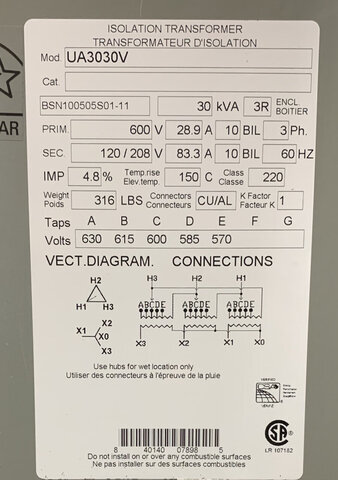 ISOLATION TRANSFORMER
TRANSFORMATEUR D'ISOLATION
Mod. UA3030V
Cat.
BSN100505S01-11 30 kVA 3R ENCL. BOITIER
PRIM. 600 V 28.9 A 10 BIL 3 Ph.
SEC. 120 / 208 V 83.3 A 10 BIL 60 HZ
IMP 4.8% Temp.rise Elev.temp. 150 C Class Classe 220
Weight Poids 316 LBS Connectors Connecteurs CU/AL K Factor Facteur K 1
Taps A B C D E F G
Volts 630 615 600 585 570
VECT.DIAGRAM. CONNECTIONS
H2
H1 H3
X2
X1 X0
X3
H3 H2 H1
ABCDE ABCDE ABCDE
X3 X2 X1 X0
Use hubs for wet location only
Utiliser des connecteurs à l'épreuve de la pluie
AR
VERIFIED
VERIFIE
8 40140 07898 5
Do not install on or over any combustible surfaces
Ne pas installer sur des surfaces combustibles
SA
LR 107182